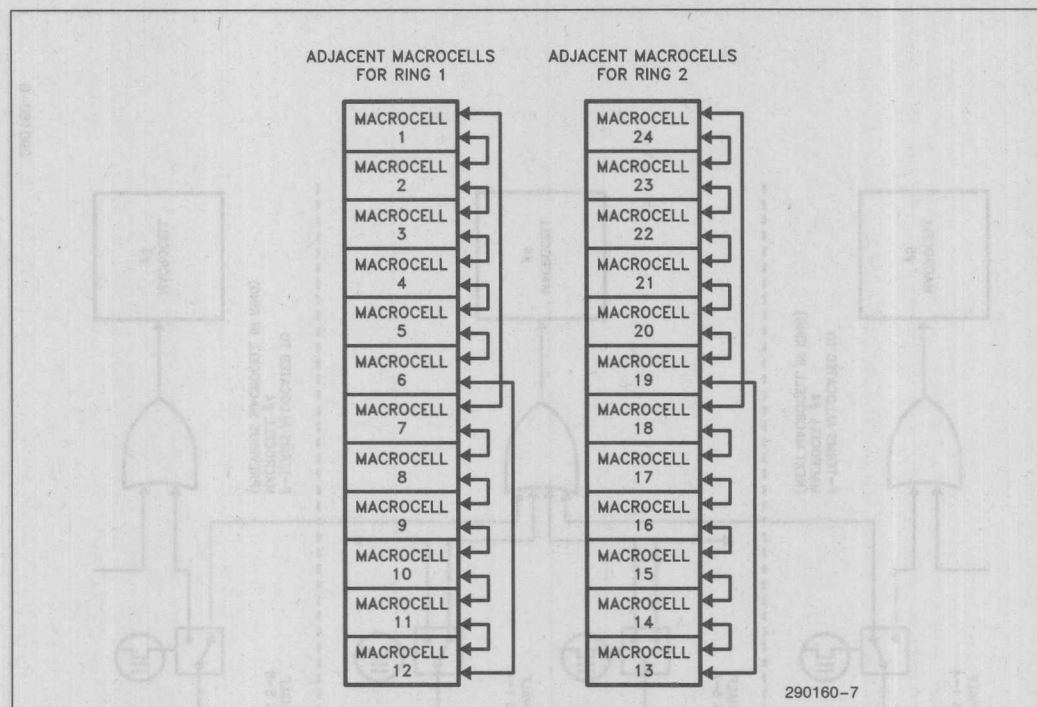 ADJACENT MACROCELLS
FOR RING 1
MACROCELL
1
MACROCELL
2
MACROCELL
3
MACROCELL
4
MACROCELL
5
MACROCELL
6
MACROCELL
7
MACROCELL
8
MACROCELL
9
MACROCELL
10
MACROCELL
11
MACROCELL
12
ADJACENT MACROCELLS
FOR RING 2
MACROCELL
24
MACROCELL
23
MACROCELL
22
MACROCELL
21
MACROCELL
20
MACROCELL
19
MACROCELL
18
MACROCELL
17
MACROCELL
16
MACROCELL
15
MACROCELL
14
MACROCELL
13
290160-7